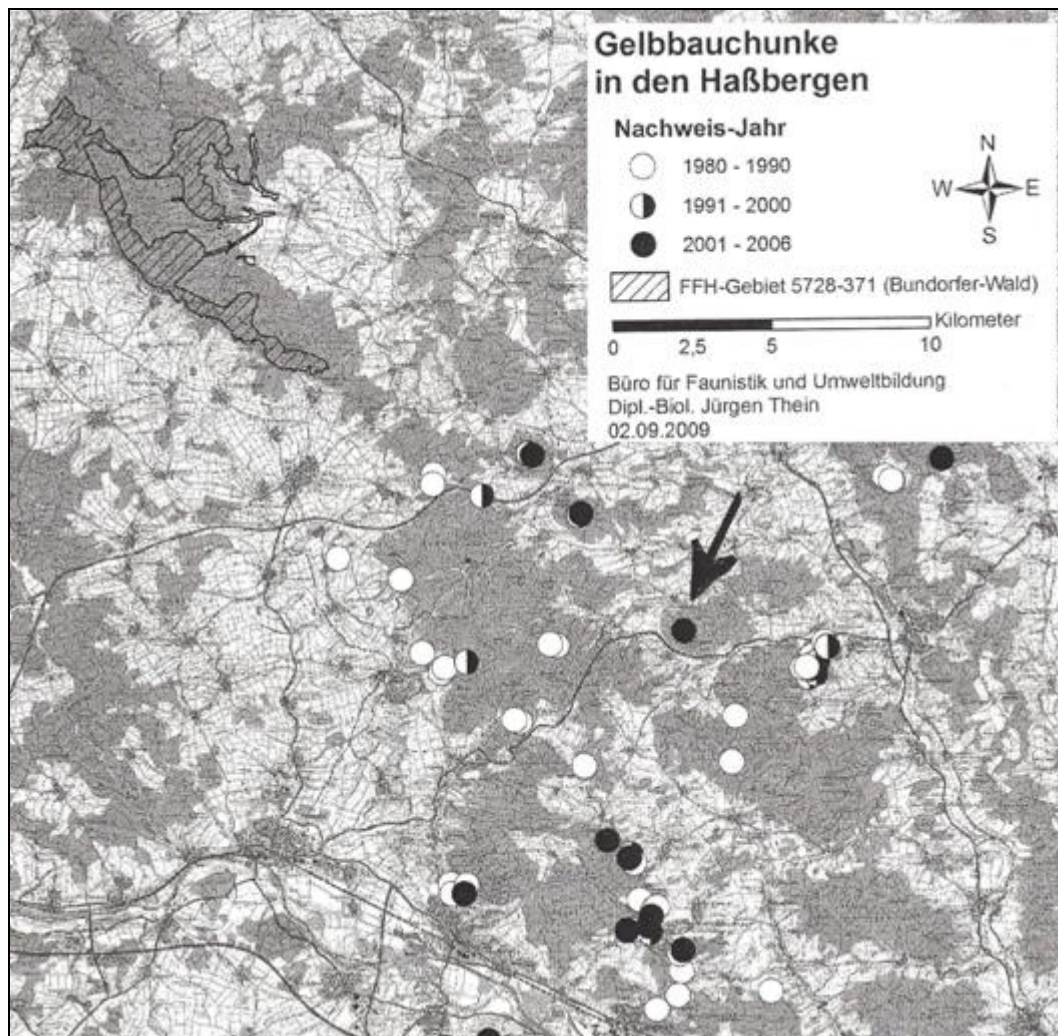 Gelbbauchunke
in den Haßbergen
Nachweis-Jahr
1980 - 1990
1991 - 2000
2001 - 2006
FFH-Gebiet 5728-371 (Bundorfer-Wald)
Kilometer
0 2,5 5 10
Büro für Faunistik und Umweltbildung
Dipl.-Biol. Jürgen Thein
02.09.2009
N
W E
S